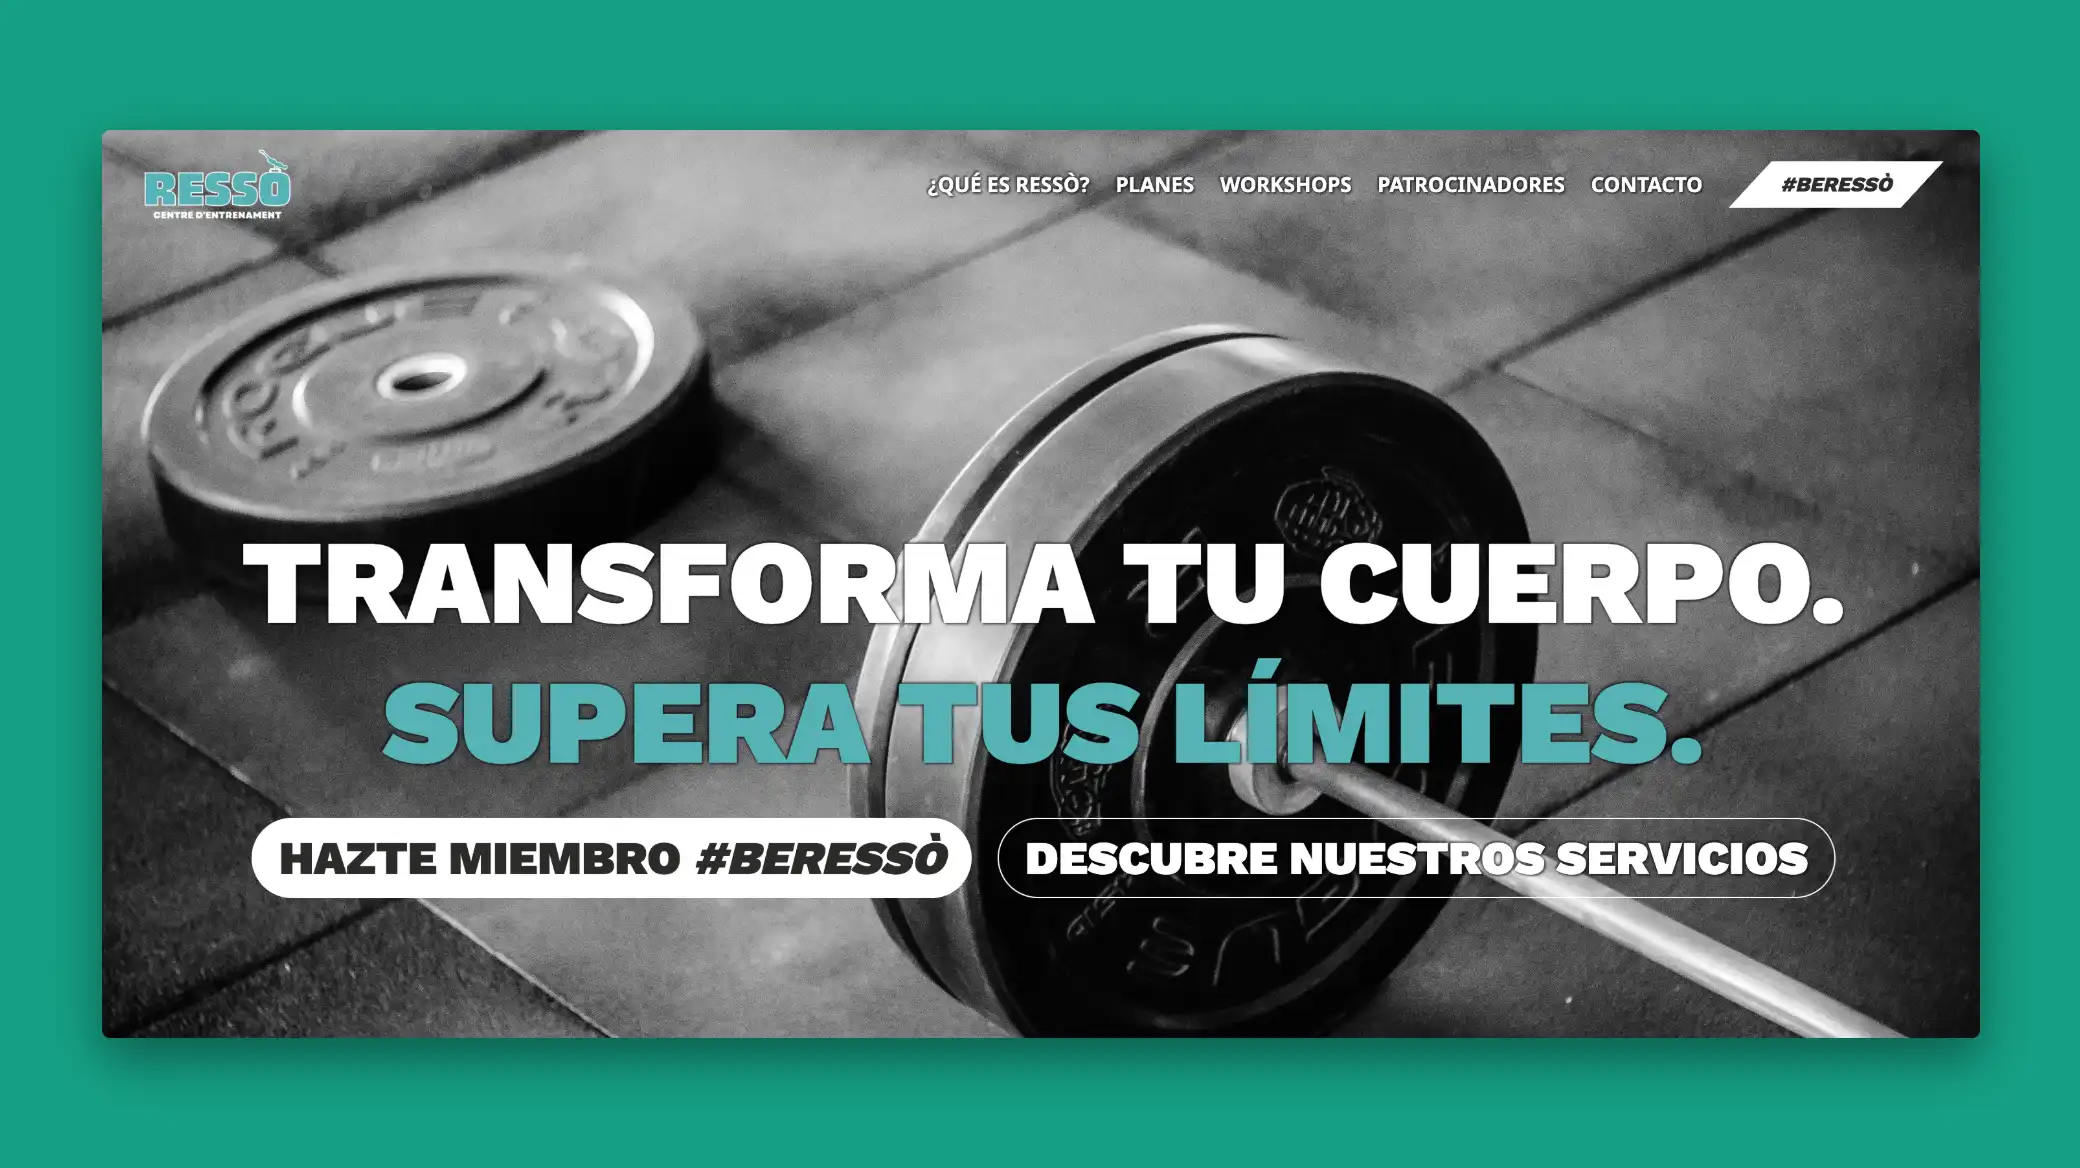 RESSÒ
CENTRE D'ENTRENAMENT
¿QUÉ ES RESSÒ? PLANES WORKSHOPS PATROCINADORES CONTACTO #BERESSÒ
TRANSFORMA TU CUERPO.
SUPERA TUS LÍMITES.
HAZTE MIEMBRO #BERESSÒ DESCUBRE NUESTROS SERVICIOS